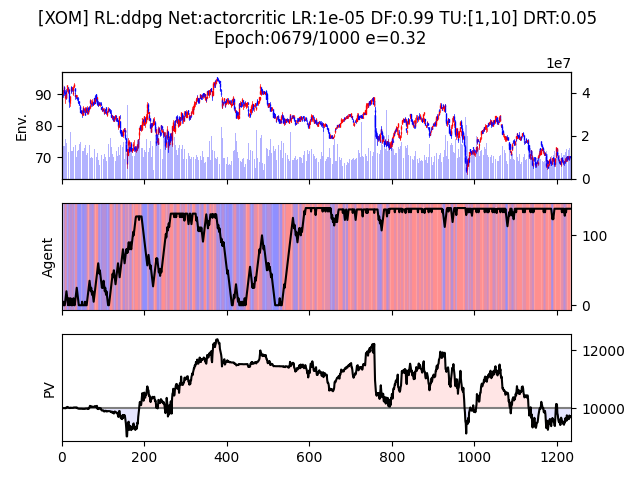 [XOM] RL:ddpg Net:actorcritic LR:1e-05 DF:0.99 TU:[1,10] DRT:0.05
Epoch:0679/1000 e=0.32
1e7
90
80
70
Env.
4
2
0
Agent
100
0
PV
12000
10000
0
200
400
600
800
1000
1200